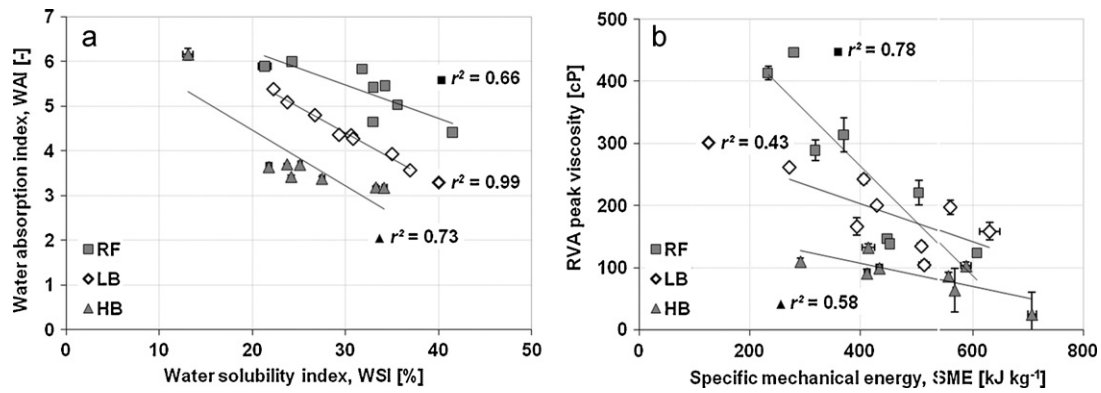 a
Water absorption index, WAI [-]
7
6
5
4
3
2
1
0
r² = 0.66
r² = 0.99
r² = 0.73
RF
LB
HB
0 10 20 30 40 50
Water solubility index, WSI [%]
b
RVA peak viscosity [cP]
500
400
300
200
100
0
r² = 0.78
r² = 0.43
r² = 0.58
RF
LB
HB
0 200 400 600 800
Specific mechanical energy, SME [kJ kg⁻¹]